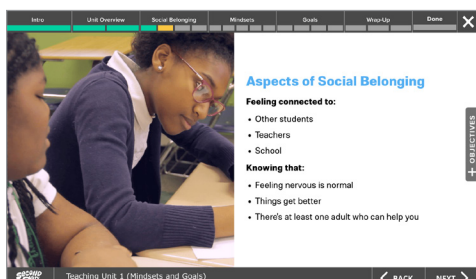 Intro
Unit Overview
Social Belonging
Mindsets
Goals
Wrap-Up
Done
Aspects of Social Belonging
Feeling connected to:
• Other students
• Teachers
• School
Knowing that:
• Feeling nervous is normal
• Things get better
• There's at least one adult who can help you
+ OBJECTIVES
SECOND STEP
Teaching Unit 1 (Mindsets and Goals)
BACK
NEXT